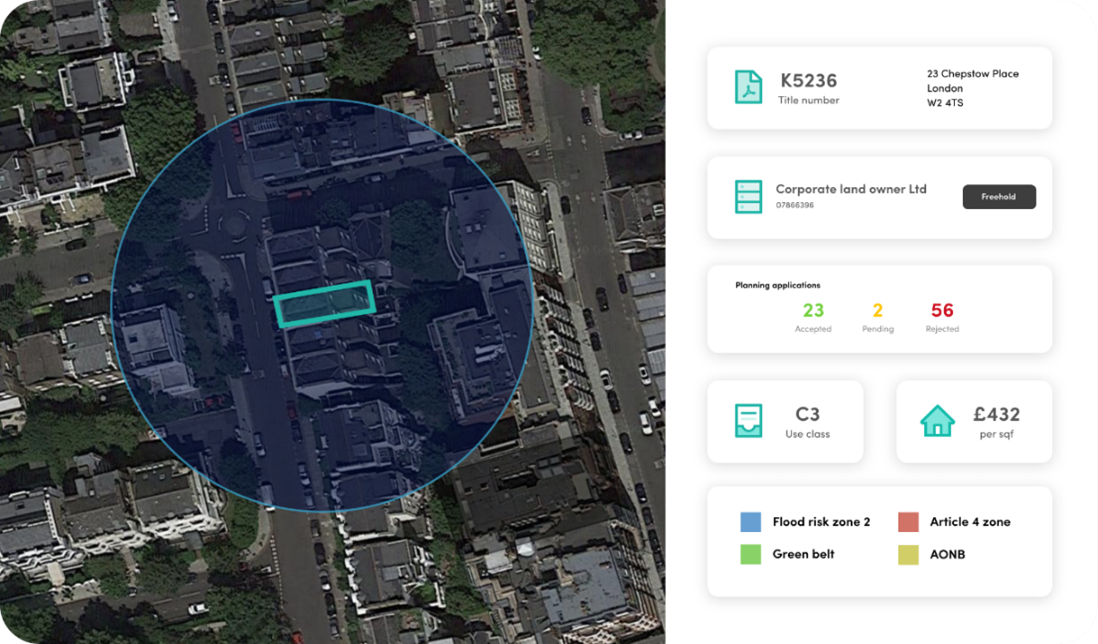 K5236
Title number
23 Chepstow Place
London
W2 4TS
Corporate land owner Ltd
07866396
Freehold
Planning applications
23
Accepted
2
Pending
56
Rejected
C3
Use class
£432
per sqf
Flood risk zone 2
Article 4 zone
Green belt
AONB